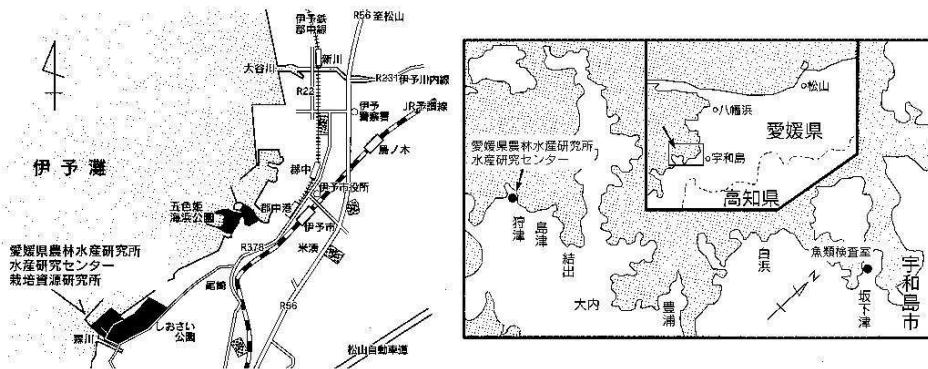 伊予鉄
郡中線
R56 至松山
新川
大谷川
R22
R231 伊予川内線
伊予
警察署
JR予讃線
鳥ノ木
伊予灘
郡中
伊予市役所
五色姫
海浜公園
郡中港
伊予市
米湊
R378
愛媛県農林水産研究所
水産研究センター
栽培資源研究所
尾崎
R56
しおさい
公園
森川
松山自動車道
松山
八幡浜
愛媛県
愛媛県農林水産研究所
水産研究センター
宇和島
高知県
狩津
島津
結出
白浜
魚類検査室
大内
豊浦
坂下津
宇和島市
N